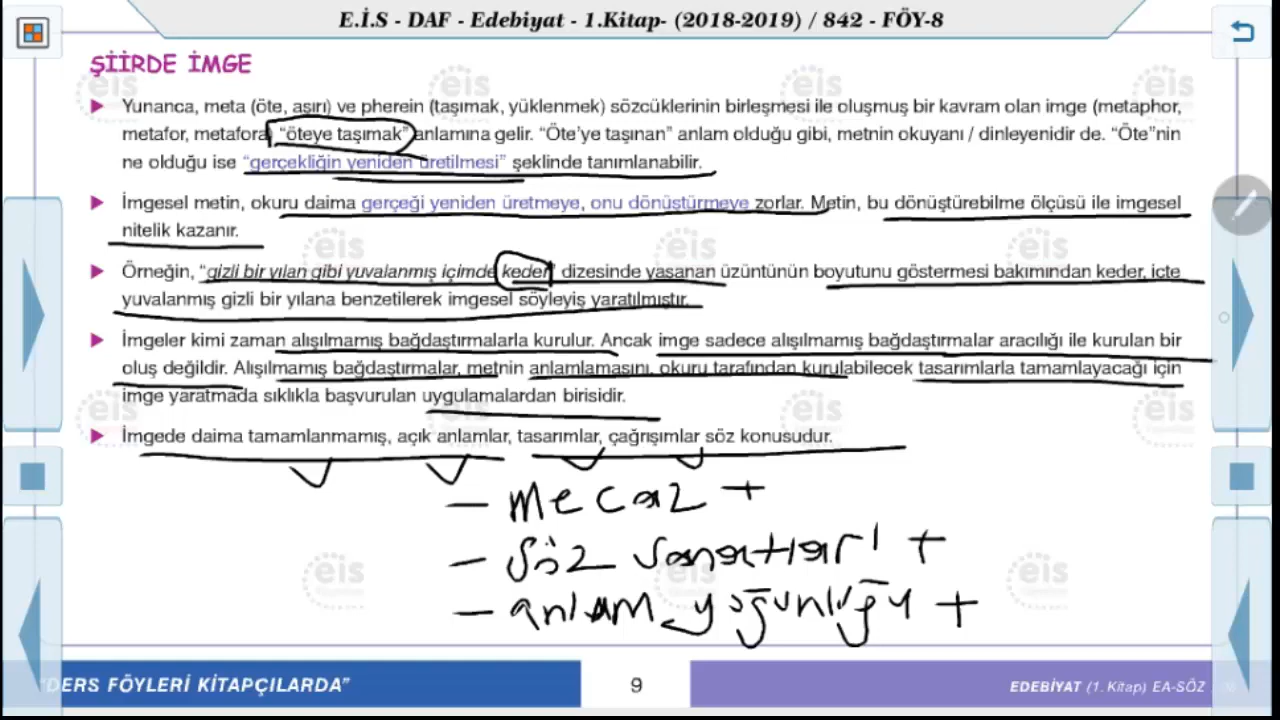 E.İ.S - DAF - Edebiyat - 1.Kitap- (2018-2019) / 842 - FÖY-8
ŞİİRDE İMGE
Yunanca, meta (öte, aşırı) ve pherein (taşımak, yüklenmek) sözcüklerinin birleşmesi ile oluşmuş bir kavram olan imge (metaphor,
metafor, metafora) “öteye taşımak” anlamına gelir. “Öte’ye taşınan” anlam olduğu gibi, metnin okuyanı / dinleyenidir de. “Öte”nin
ne olduğu ise “gerçekliğin yeniden üretilmesi” şeklinde tanımlanabilir.
İmgesel metin, okuru daima gerçeği yeniden üretmeye, onu dönüştürmeye zorlar. Metin, bu dönüştürebilme ölçüsü ile imgesel
nitelik kazanır.
Örneğin, “gizli bir yılan gibi yuvalanmış içimde keder” dizesinde yaşanan üzüntünün boyutunu göstermesi bakımından keder, içte
yuvalanmış gizli bir yılana benzetilerek imgesel söyleyiş yaratılmıştır.
İmgeler kimi zaman alışılmamış bağdaştırmalarla kurulur. Ancak imge sadece alışılmamış bağdaştırmalar aracılığı ile kurulan bir
oluş değildir. Alışılmamış bağdaştırmalar, metnin anlamlamasını, okuru tarafından kurulabilecek tasarımlarla tamamlayacağı için
imge yaratmada sıklıkla başvurulan uygulamalardan birisidir.
İmgede daima tamamlanmamış, açık anlamlar, tasarımlar, çağrışımlar söz konusudur.
- mecaz +
- söz sanatları +
- anlam yoğunluğu +
“DERS FÖYLERİ KİTAPÇILARDA”
9
EDEBİYAT (1. Kitap) EA-SÖZ